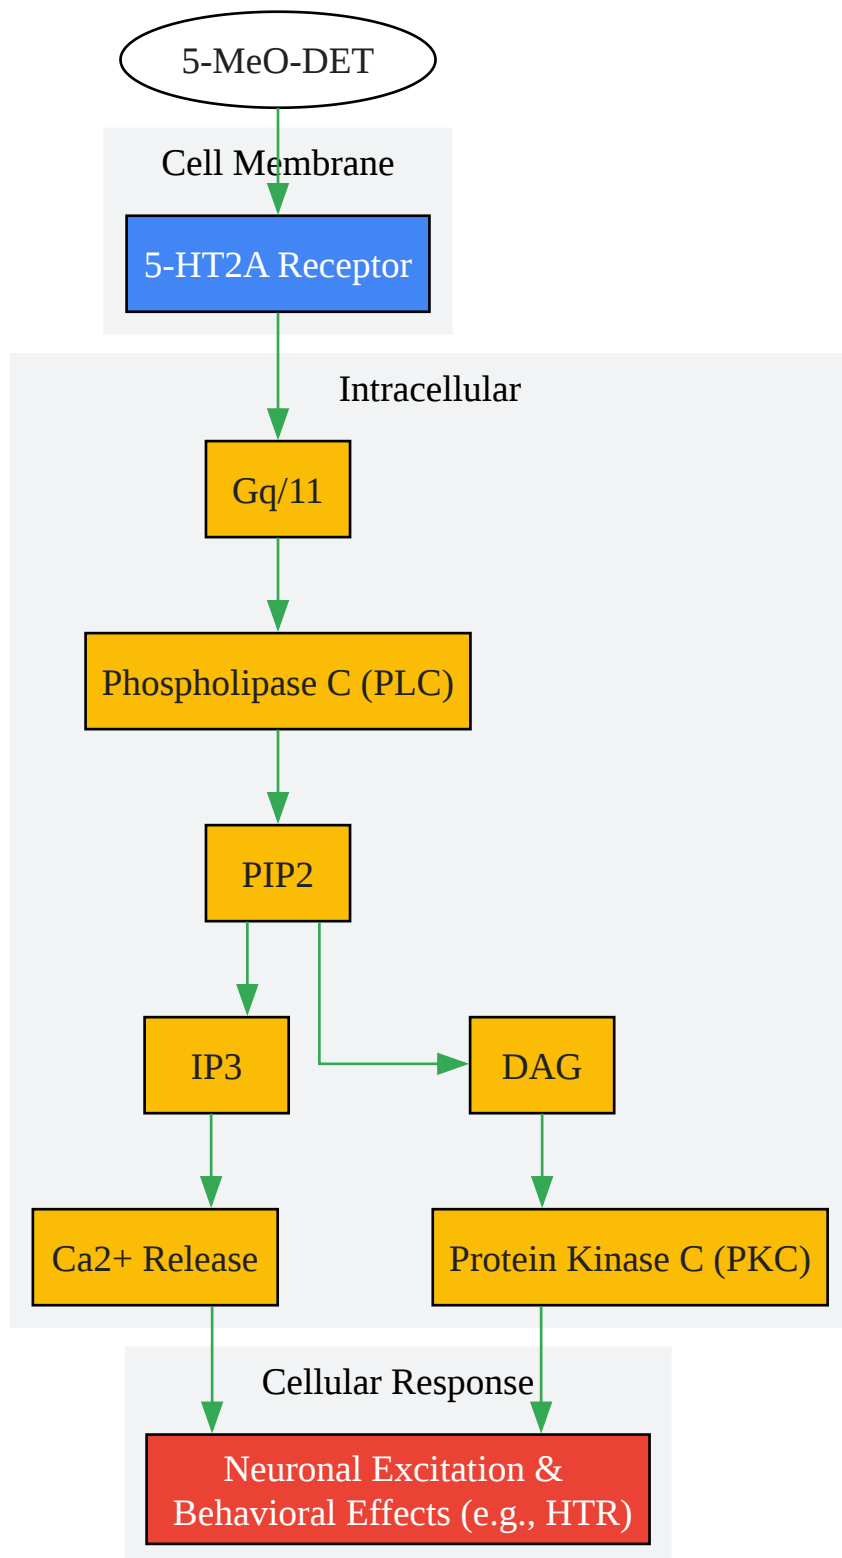 5-MeO-DET
Cell Membrane
5-HT2A Receptor
Intracellular
Gq/11
Phospholipase C (PLC)
PIP2
IP3
DAG
Ca2+ Release
Protein Kinase C (PKC)
Cellular Response
Neuronal Excitation &
Behavioral Effects (e.g., HTR)